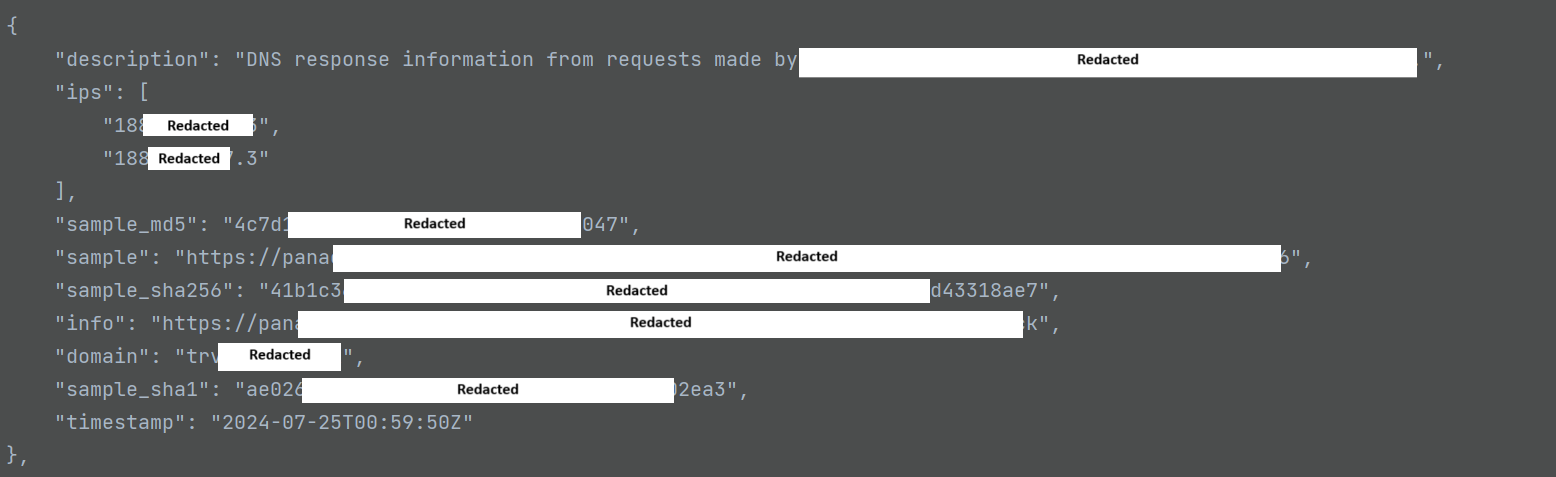 {
"description": "DNS response information from requests made by Redacted ",
"ips": [
"188 Redacted ",
"188 Redacted 7.3"
],
"sample_md5": "4c7d1 Redacted 047",
"sample": "https://pana Redacted 6",
"sample_sha256": "41b1c3 Redacted d43318ae7",
"info": "https://pana Redacted k",
"domain": "trv Redacted ",
"sample_sha1": "ae026 Redacted 02ea3",
"timestamp": "2024-07-25T00:59:50Z"
},